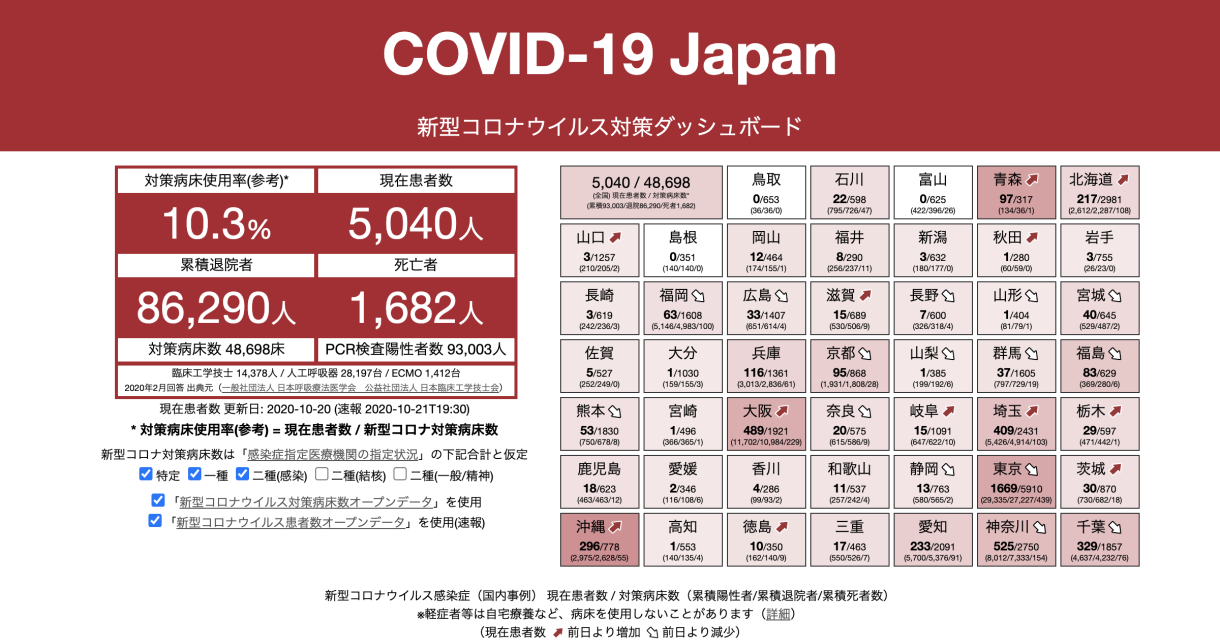 COVID-19 Japan
新型コロナウイルス対策ダッシュボード
対策病床使用率(参考)*
現在患者数
10.3%
5,040人
累積退院者
死亡者
86,290人
1,682人
対策病床数 48,698床
PCR検査陽性者数 93,003人
臨床工学技士 14,378人 / 人工呼吸器 28,197台 / ECMO 1,412台
2020年2月回答 出典元（一般社団法人 日本呼吸療法医学会　公益社団法人 日本臨床工学技士会）
現在患者数 更新日: 2020-10-20 (速報 2020-10-21T19:30)
* 対策病床使用率(参考) = 現在患者数 / 新型コロナ対策病床数
新型コロナ対策病床数は「感染症指定医療機関の指定状況」の下記合計と仮定
特定 一種 二種(感染) 二種(結核) 二種(一般/精神)
「新型コロナウイルス対策病床数オープンデータ」を使用
「新型コロナウイルス患者数オープンデータ」を使用(速報)
5,040 / 48,698
(全国) 現在患者数 / 対策病床数*
(累積93,003/退院86,290/死者1,682)
鳥取
0/653
(36/36/0)
石川
22/598
(795/726/47)
富山
0/625
(422/396/26)
青森
97/317
(134/36/1)
北海道
217/2981
(2,612/2,287/108)
山口
3/1257
(210/205/2)
島根
0/351
(140/140/0)
岡山
12/464
(174/155/1)
福井
8/290
(256/237/11)
新潟
3/632
(180/177/0)
秋田
1/280
(60/59/0)
岩手
3/755
(26/23/0)
長崎
3/619
(242/236/3)
福岡
63/1608
(5,146/4,983/100)
広島
33/1407
(651/614/4)
滋賀
15/689
(530/506/9)
長野
7/600
(326/318/4)
山形
1/404
(81/79/1)
宮城
40/645
(529/487/2)
佐賀
5/527
(252/249/0)
大分
1/1030
(159/155/3)
兵庫
116/1361
(3,013/2,836/61)
京都
95/868
(1,931/1,808/28)
山梨
1/385
(199/192/6)
群馬
37/1605
(797/729/19)
福島
83/629
(369/280/6)
熊本
53/1830
(750/678/8)
宮崎
1/496
(366/365/1)
大阪
489/1921
(11,702/10,984/229)
奈良
20/575
(615/586/9)
岐阜
15/1091
(647/622/10)
埼玉
409/2431
(5,426/4,914/103)
栃木
29/597
(471/442/1)
鹿児島
18/623
(463/463/12)
愛媛
2/346
(116/108/6)
香川
4/286
(99/93/2)
和歌山
11/537
(257/242/4)
静岡
13/763
(580/565/2)
東京
1669/5910
(29,335/27,227/439)
茨城
30/870
(730/682/18)
沖縄
296/778
(2,975/2,628/55)
高知
1/553
(140/135/4)
徳島
10/350
(162/140/9)
三重
17/463
(550/526/7)
愛知
233/2091
(5,700/5,376/91)
神奈川
525/2750
(8,012/7,333/154)
千葉
329/1857
(4,637/4,232/76)
新型コロナウイルス感染症（国内事例） 現在患者数 / 対策病床数（累積陽性者/累積退院者/累積死者数）
※軽症者等は自宅療養など、病床を使用しないことがあります（詳細）
（現在患者数 前日より増加 前日より減少）